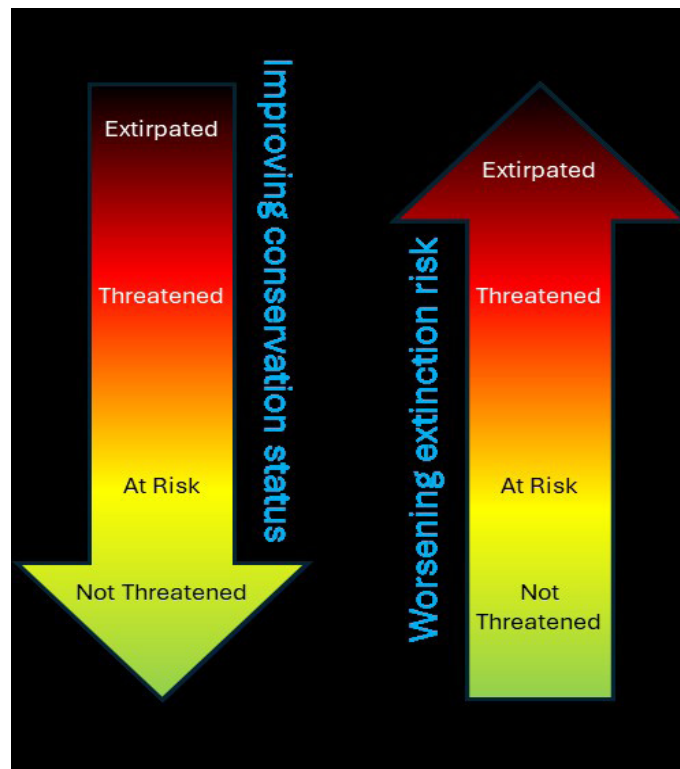 Extirpated
Threatened
At Risk
Not Threatened
Improving conservation status
Worsening extinction risk
Extirpated
Threatened
At Risk
Not
Threatened